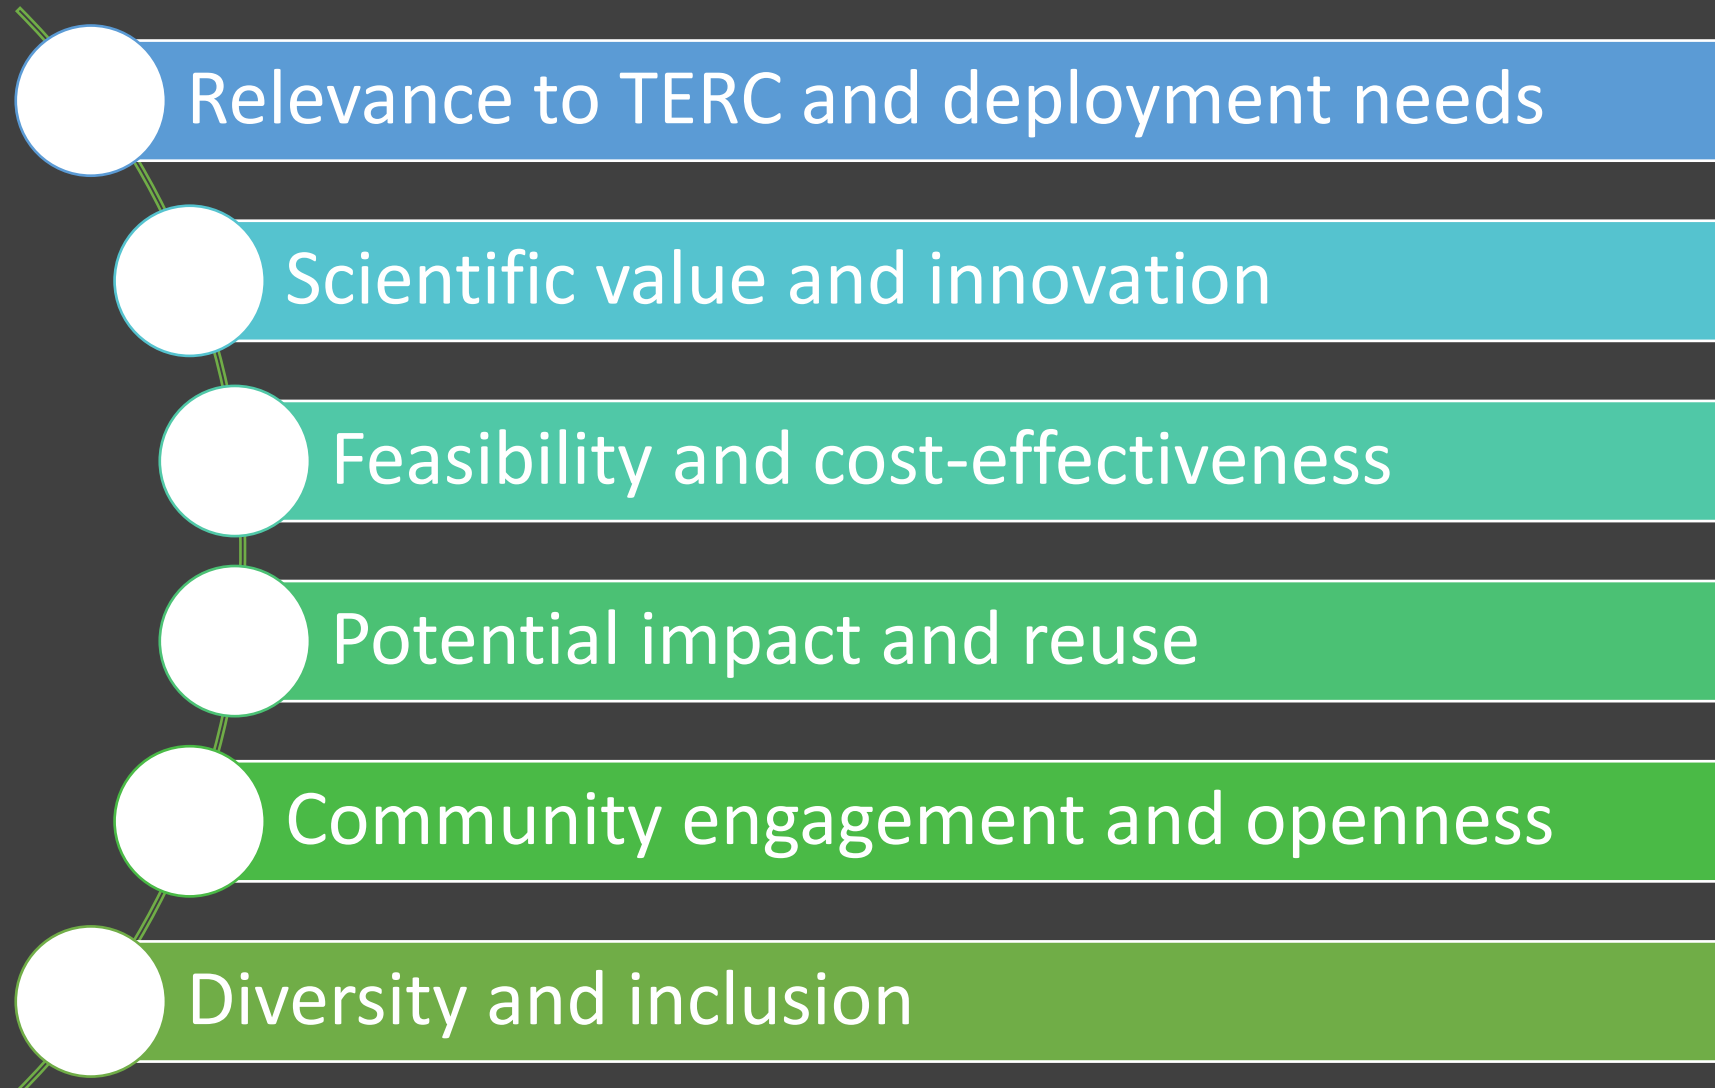 Relevance to TERC and deployment needs
Scientific value and innovation
Feasibility and cost-effectiveness
Potential impact and reuse
Community engagement and openness
Diversity and inclusion